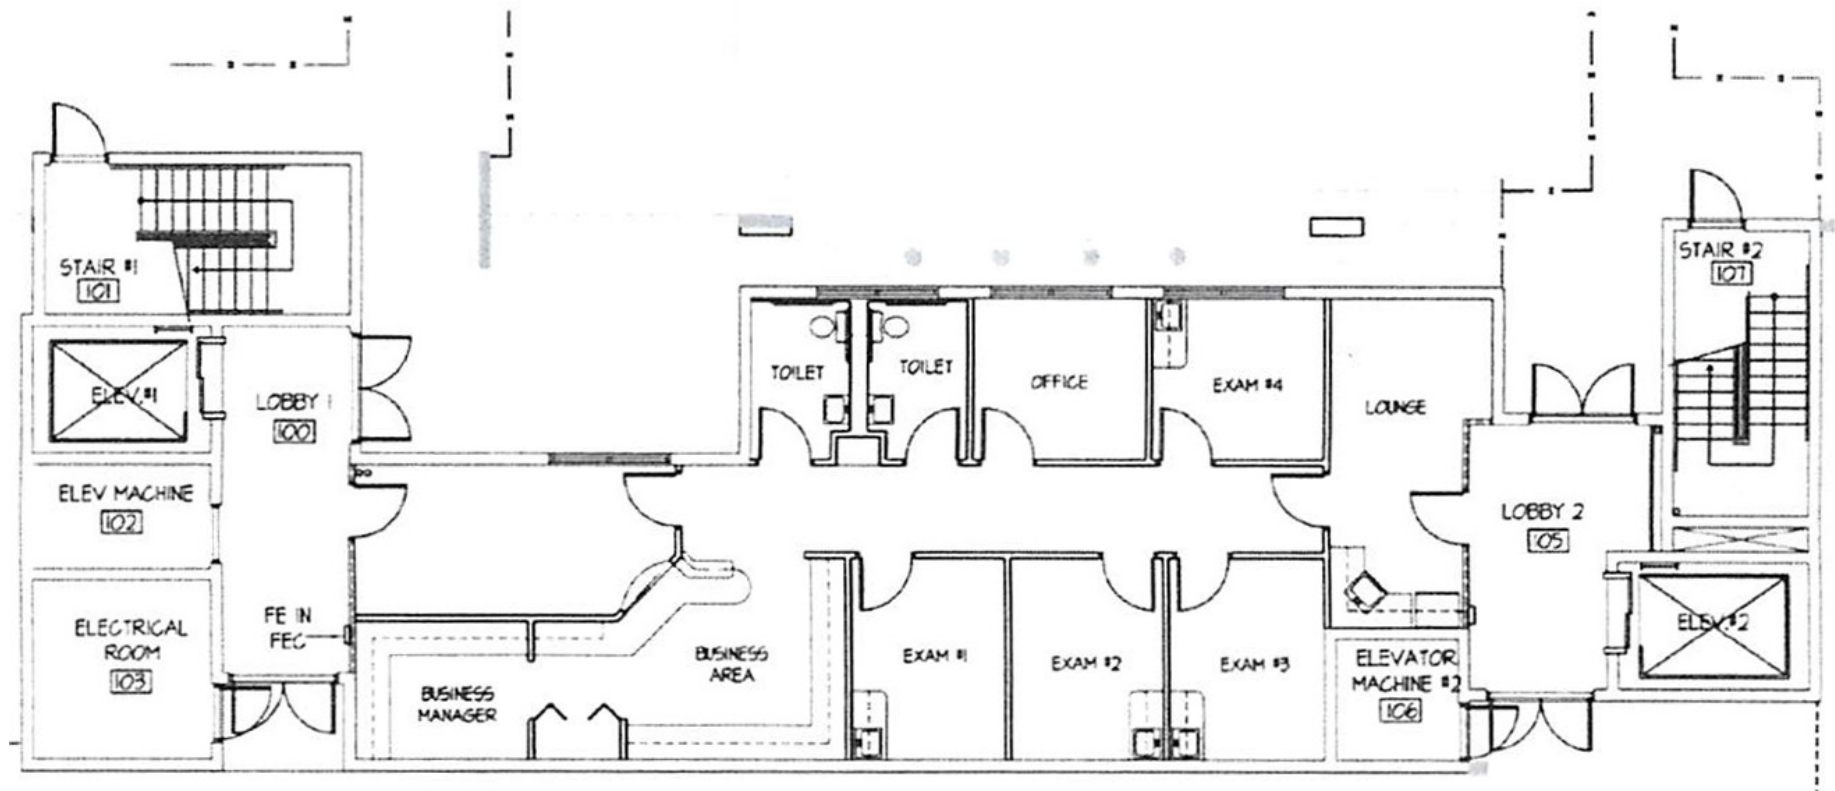 STAIR #1
101
ELEV.#1
LOBBY 1
100
ELEV MACHINE
102
ELECTRICAL
ROOM
103
FE IN
FEC
TOILET
TOILET
OFFICE
EXAM #4
LOUNGE
BUSINESS
MANAGER
BUSINESS
AREA
EXAM #1
EXAM #2
EXAM #3
ELEVATOR
MACHINE #2
106
LOBBY 2
105
STAIR #2
107
ELEV.#2